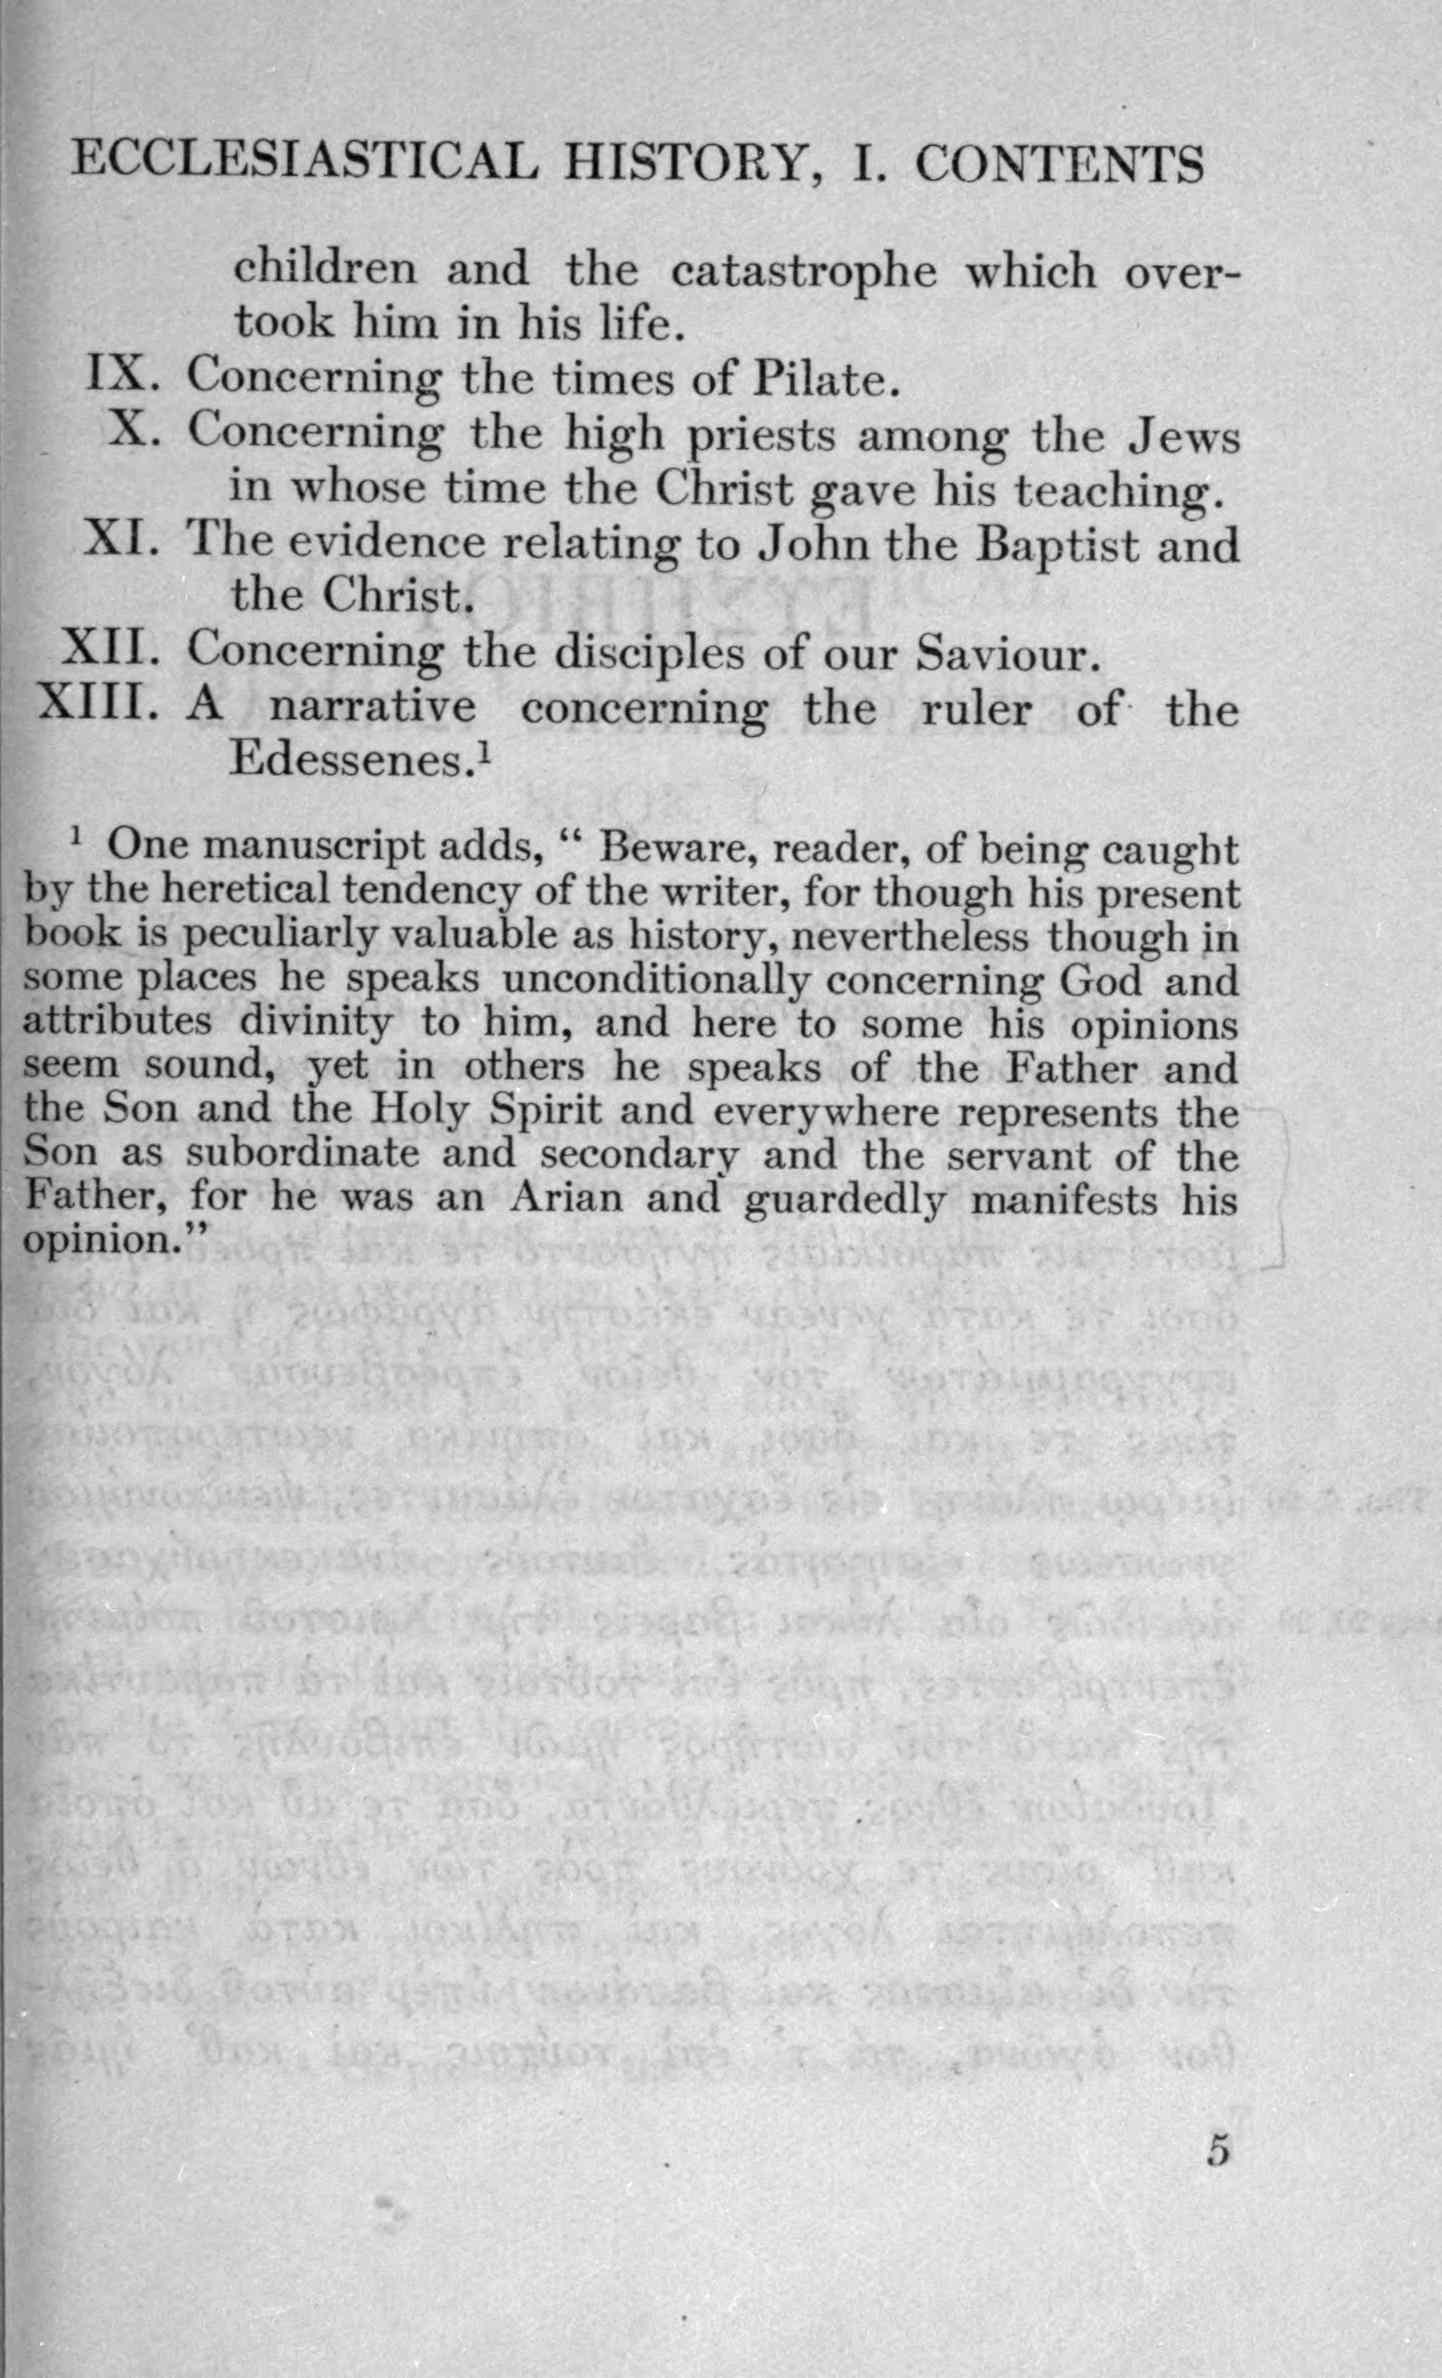 ECCLESIASTICAL HISTORY, I. CONTENTS
children and the catastrophe which over-
took him in his life.
IX. Concerning the times of Pilate.
X. Concerning the high priests among the Jews
in whose time the Christ gave his teaching.
XI. The evidence relating to John the Baptist and
the Christ.
XII. Concerning the disciples of our Saviour.
XIII. A narrative concerning the ruler of the
Edessenes.¹
¹ One manuscript adds, “ Beware, reader, of being caught
by the heretical tendency of the writer, for though his present
book is peculiarly valuable as history, nevertheless though in
some places he speaks unconditionally concerning God and
attributes divinity to him, and here to some his opinions
seem sound, yet in others he speaks of the Father and
the Son and the Holy Spirit and everywhere represents the
Son as subordinate and secondary and the servant of the
Father, for he was an Arian and guardedly manifests his
opinion.”
5